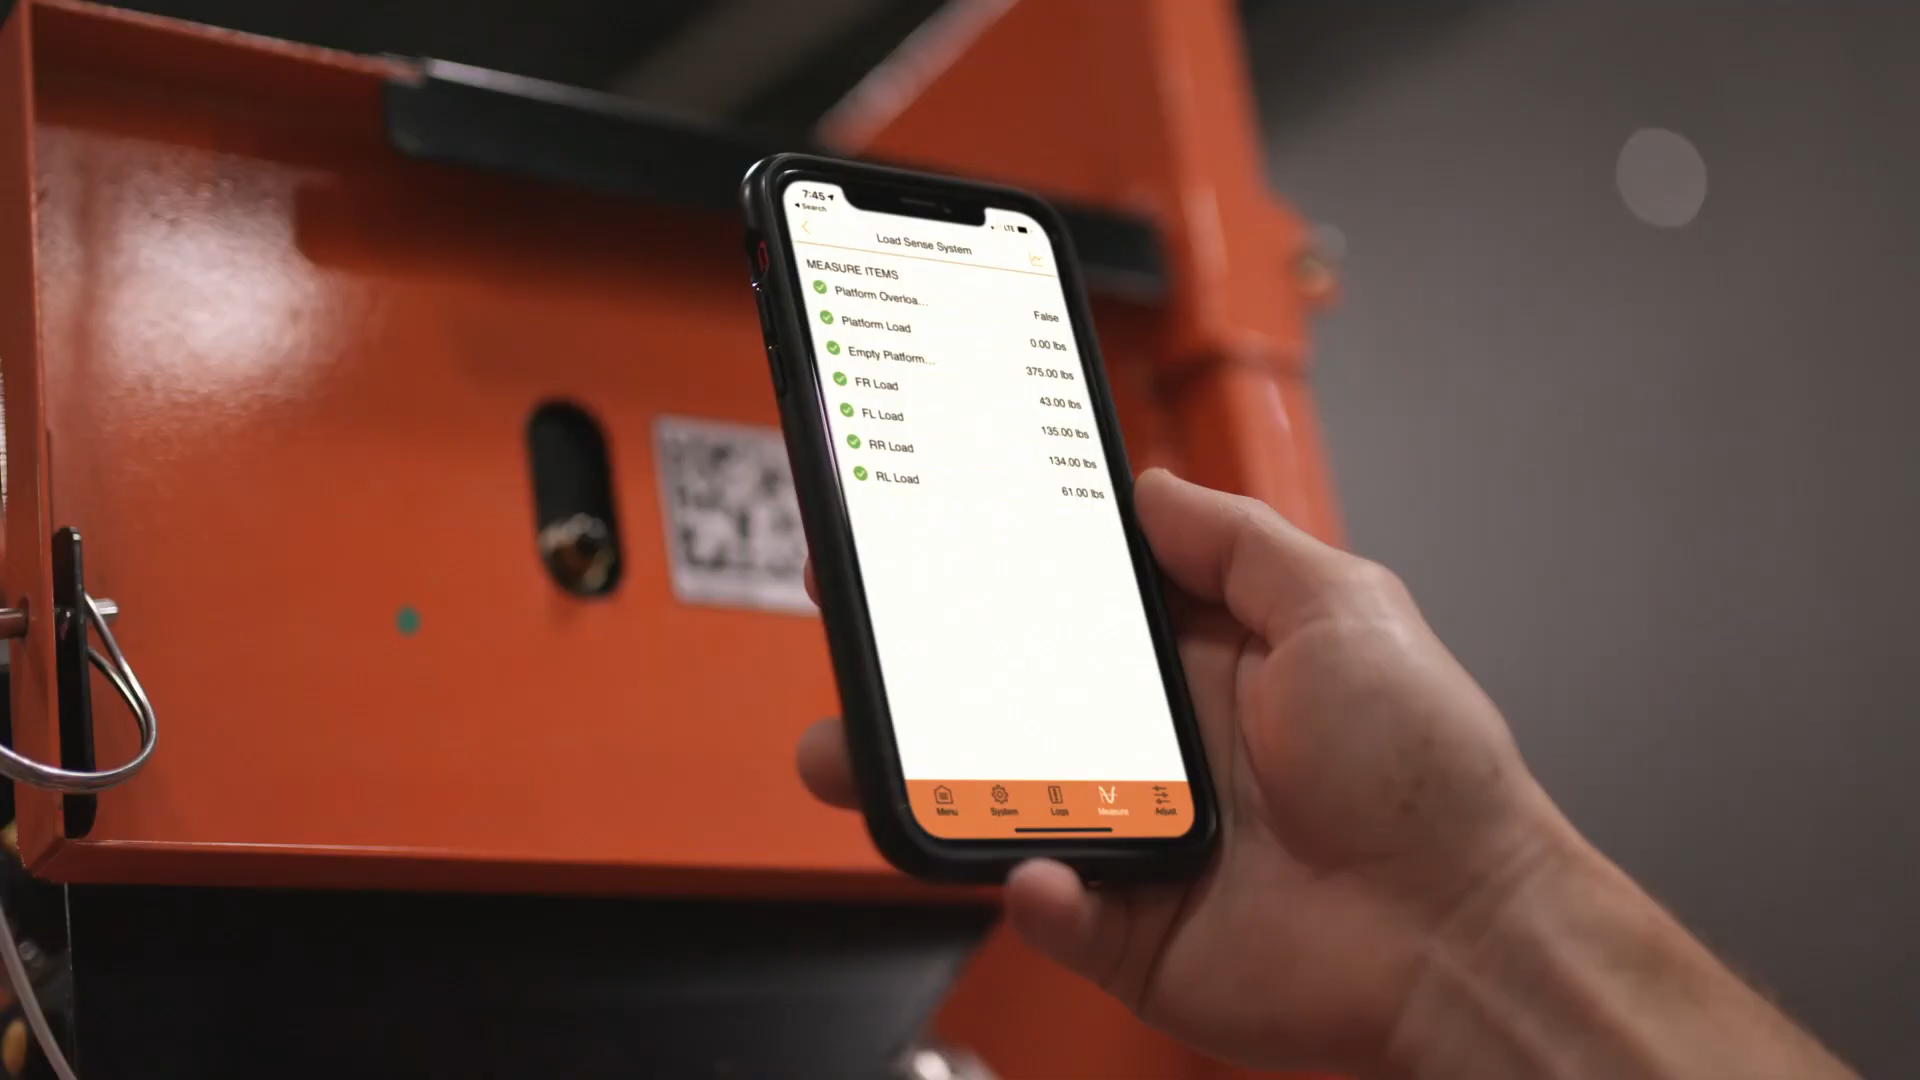 7:45
Search
LTE
Load Sense System
MEASURE ITEMS
Platform Overloa... False
Platform Load 0.00 lbs
Empty Platform... 375.00 lbs
FR Load 43.00 lbs
FL Load 135.00 lbs
RR Load 134.00 lbs
RL Load 61.00 lbs
Menu System Logs Measure Adjust